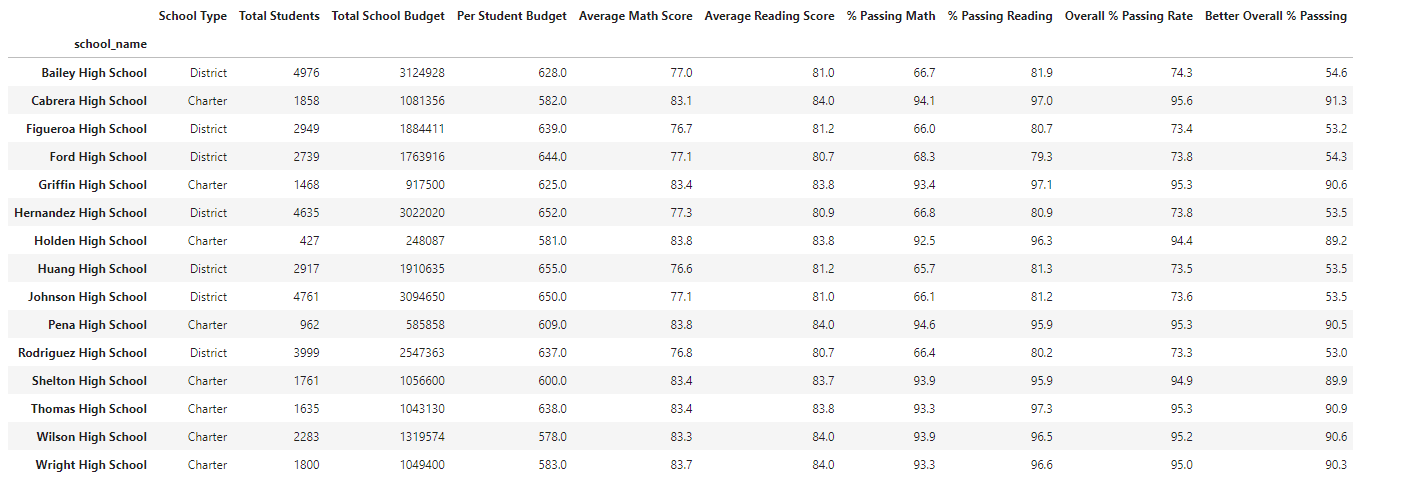 School Type Total Students Total School Budget Per Student Budget Average Math Score Average Reading Score % Passing Math % Passing Reading Overall % Passing Rate Better Overall % Passsing
school_name
Bailey High School District 4976 3124928 628.0 77.0 81.0 66.7 81.9 74.3 54.6
Cabrera High School Charter 1858 1081356 582.0 83.1 84.0 94.1 97.0 95.6 91.3
Figueroa High School District 2949 1884411 639.0 76.7 81.2 66.0 80.7 73.4 53.2
Ford High School District 2739 1763916 644.0 77.1 80.7 68.3 79.3 73.8 54.3
Griffin High School Charter 1468 917500 625.0 83.4 83.8 93.4 97.1 95.3 90.6
Hernandez High School District 4635 3022020 652.0 77.3 80.9 66.8 80.9 73.8 53.5
Holden High School Charter 427 248087 581.0 83.8 83.8 92.5 96.3 94.4 89.2
Huang High School District 2917 1910635 655.0 76.6 81.2 65.7 81.3 73.5 53.5
Johnson High School District 4761 3094650 650.0 77.1 81.0 66.1 81.2 73.6 53.5
Pena High School Charter 962 585858 609.0 83.8 84.0 94.6 95.9 95.3 90.5
Rodriguez High School District 3999 2547363 637.0 76.8 80.7 66.4 80.2 73.3 53.0
Shelton High School Charter 1761 1056600 600.0 83.4 83.7 93.9 95.9 94.9 89.9
Thomas High School Charter 1635 1043130 638.0 83.4 83.8 93.3 97.3 95.3 90.9
Wilson High School Charter 2283 1319574 578.0 83.3 84.0 93.9 96.5 95.2 90.6
Wright High School Charter 1800 1049400 583.0 83.7 84.0 93.3 96.6 95.0 90.3